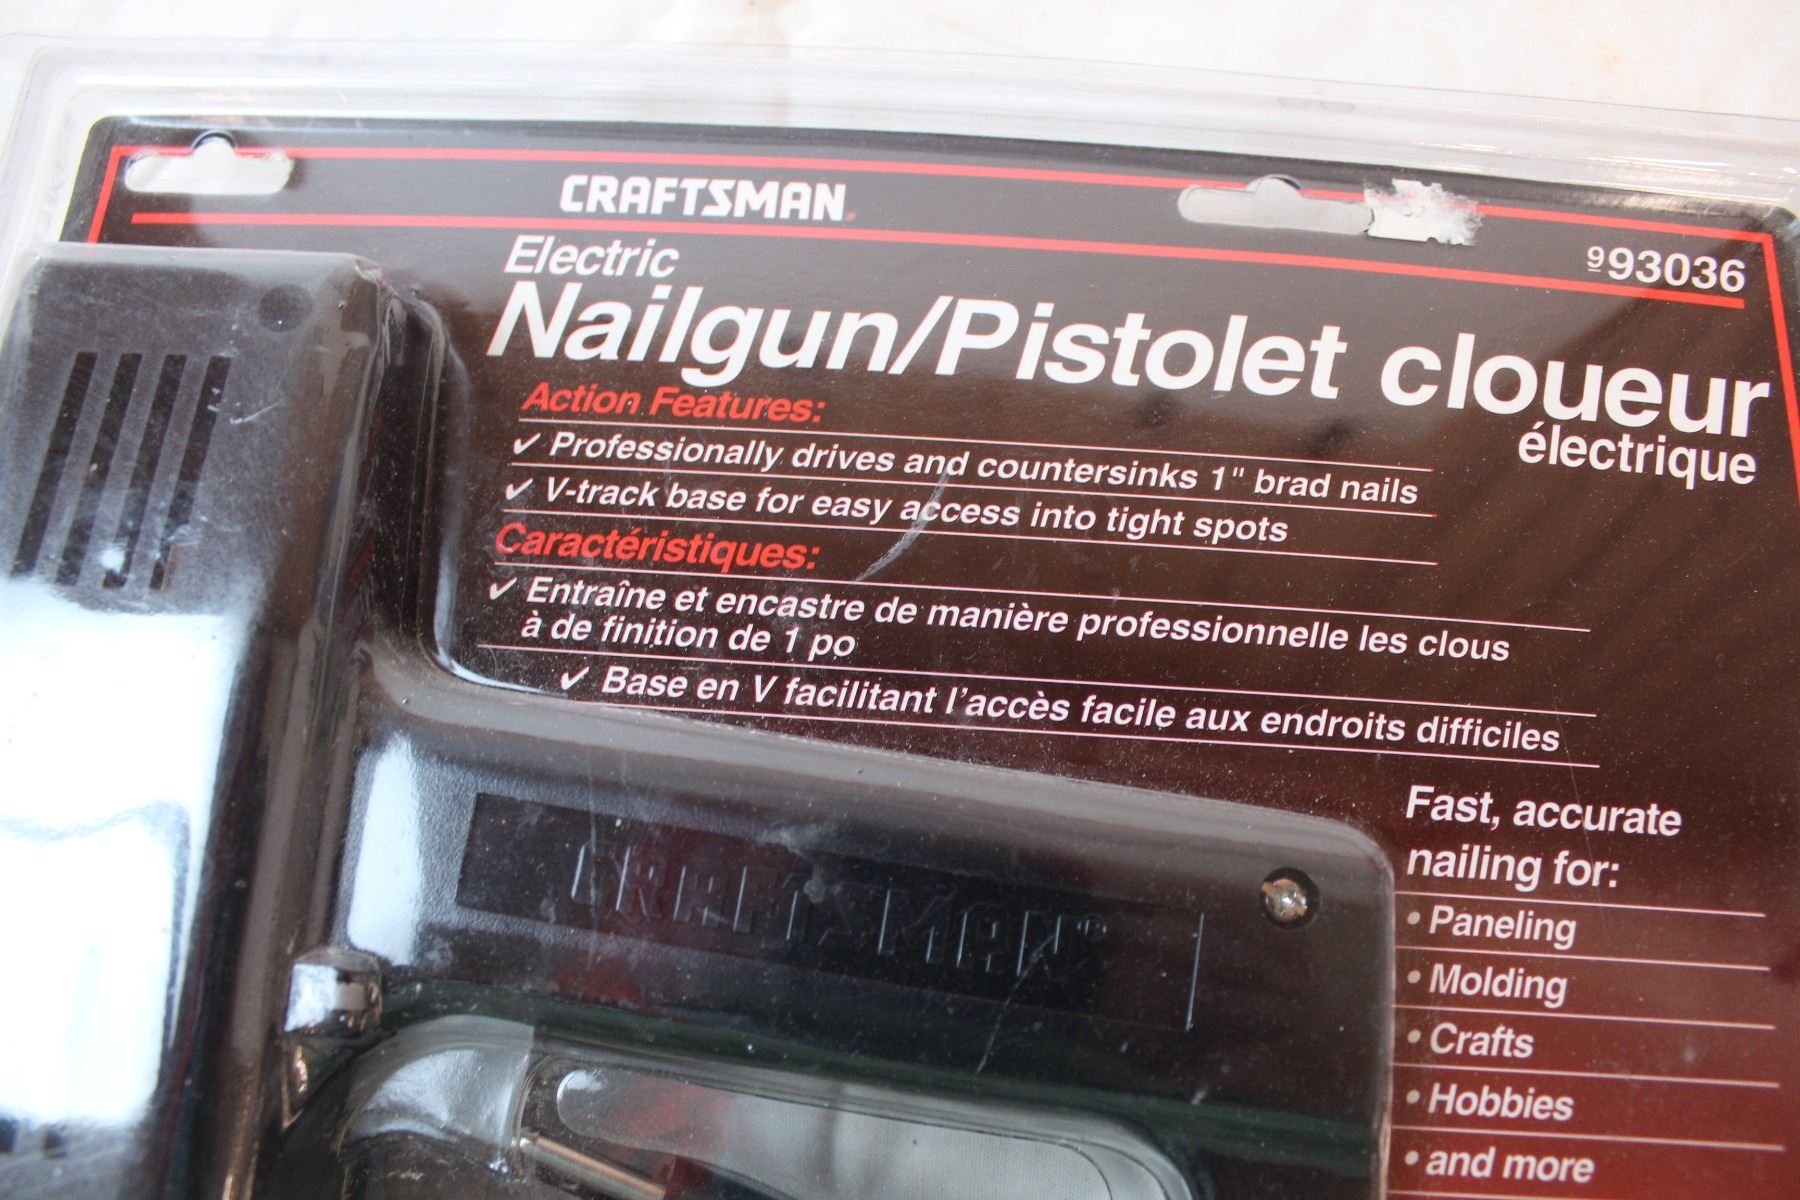 CRAFTSMAN
993036
Electric
Nailgun/Pistolet cloueur
électrique
Action Features:
✓ Professionally drives and countersinks 1" brad nails
✓ V-track base for easy access into tight spots
Caractéristiques:
✓ Entraîne et encastre de manière professionnelle les clous
à de finition de 1 po
✓ Base en V facilitant l'accès facile aux endroits difficiles
Fast, accurate
nailing for:
• Paneling
• Molding
• Crafts
• Hobbies
• and more
CRAFTSMAN®